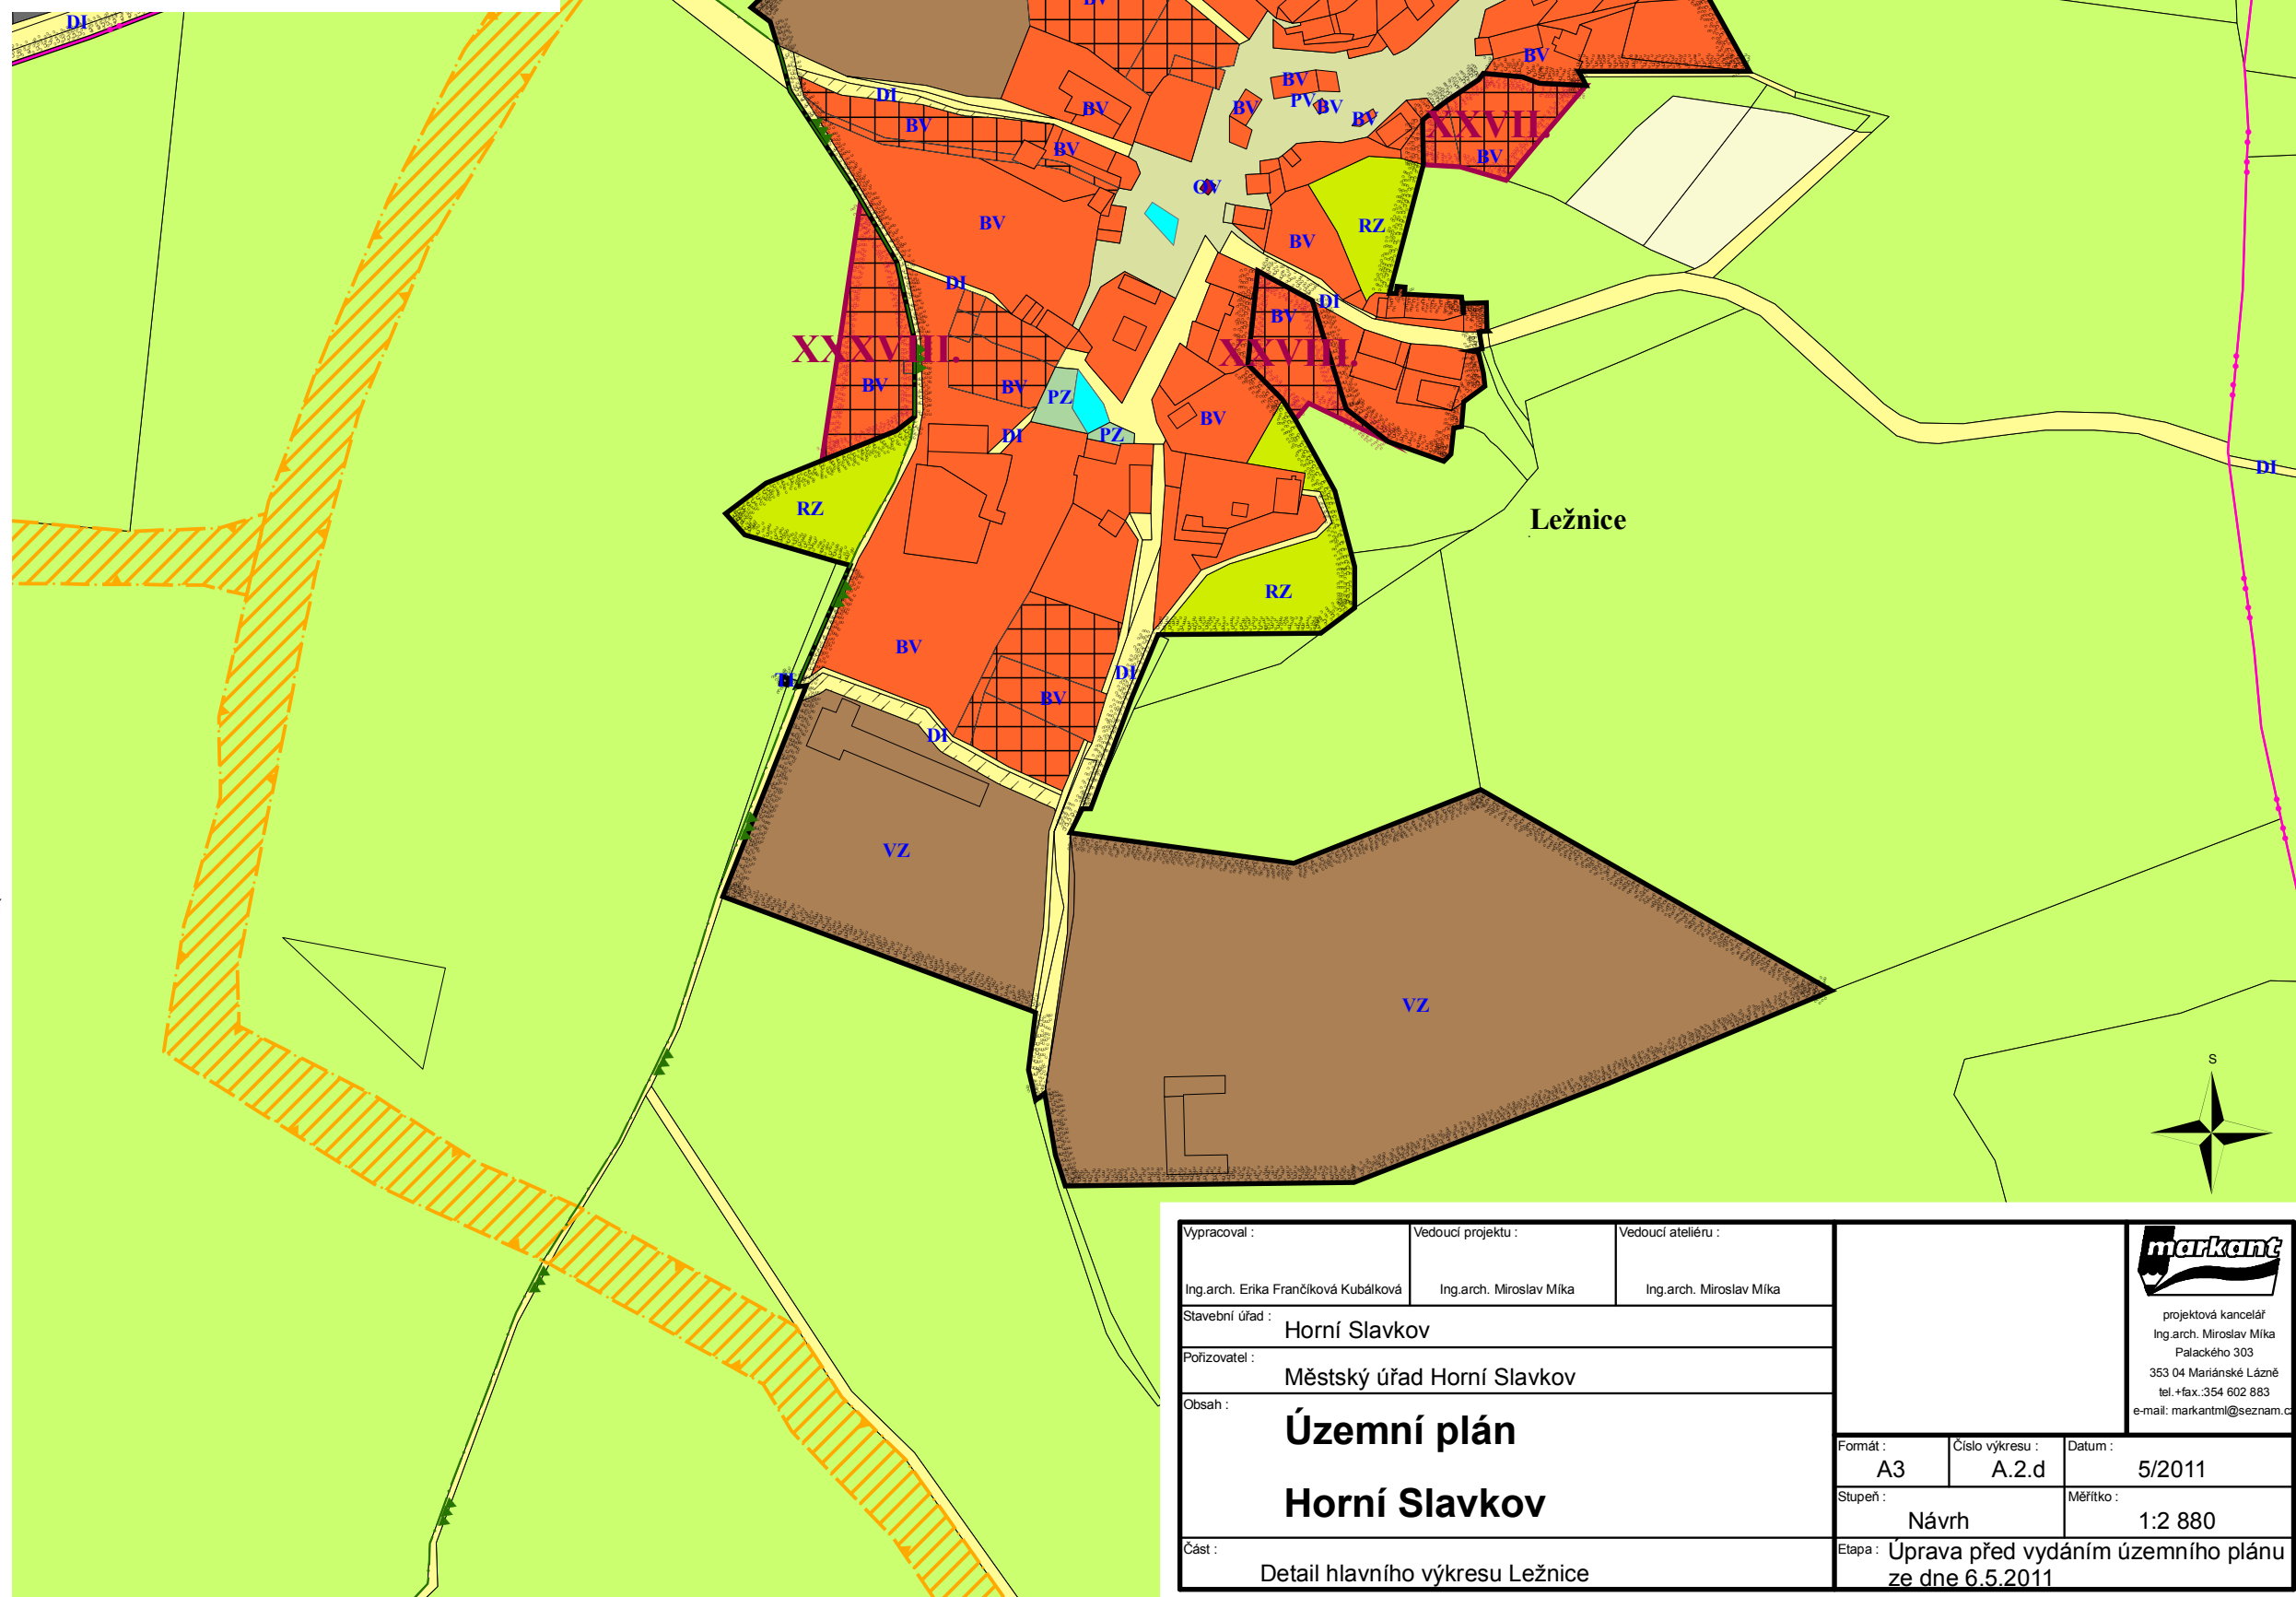 DI
BV
BV
DI
BV
PV
BV
BV
BV
BV
BV
XXVII.
BV
BV
OV
BV
RZ
BV
DI
DI
BV
XXXVIII.
XXVIII.
BV
BV
PZ
BV
DI
PZ
DI
RZ
Ležnice
RZ
BV
DI
TI
BV
DI
VZ
VZ
S
Vypracoval :
Vedoucí projektu :
Vedoucí ateliéru :
Ing.arch. Erika Frančíková Kubálková
Ing.arch. Miroslav Míka
Ing.arch. Miroslav Míka
Stavební úřad :
Horní Slavkov
Pořizovatel :
Městský úřad Horní Slavkov
Obsah :
Územní plán
Horní Slavkov
Část :
Detail hlavního výkresu Ležnice
markant
projektová kancelář
Ing.arch. Miroslav Míka
Palackého 303
353 04 Mariánské Lázně
tel.+fax.:354 602 883
e-mail: markantml@seznam.cz
Formát :
A3
Číslo výkresu :
A.2.d
Datum :
5/2011
Stupeň :
Návrh
Měřítko :
1:2 880
Etapa :
Úprava před vydáním územního plánu
ze dne 6.5.2011